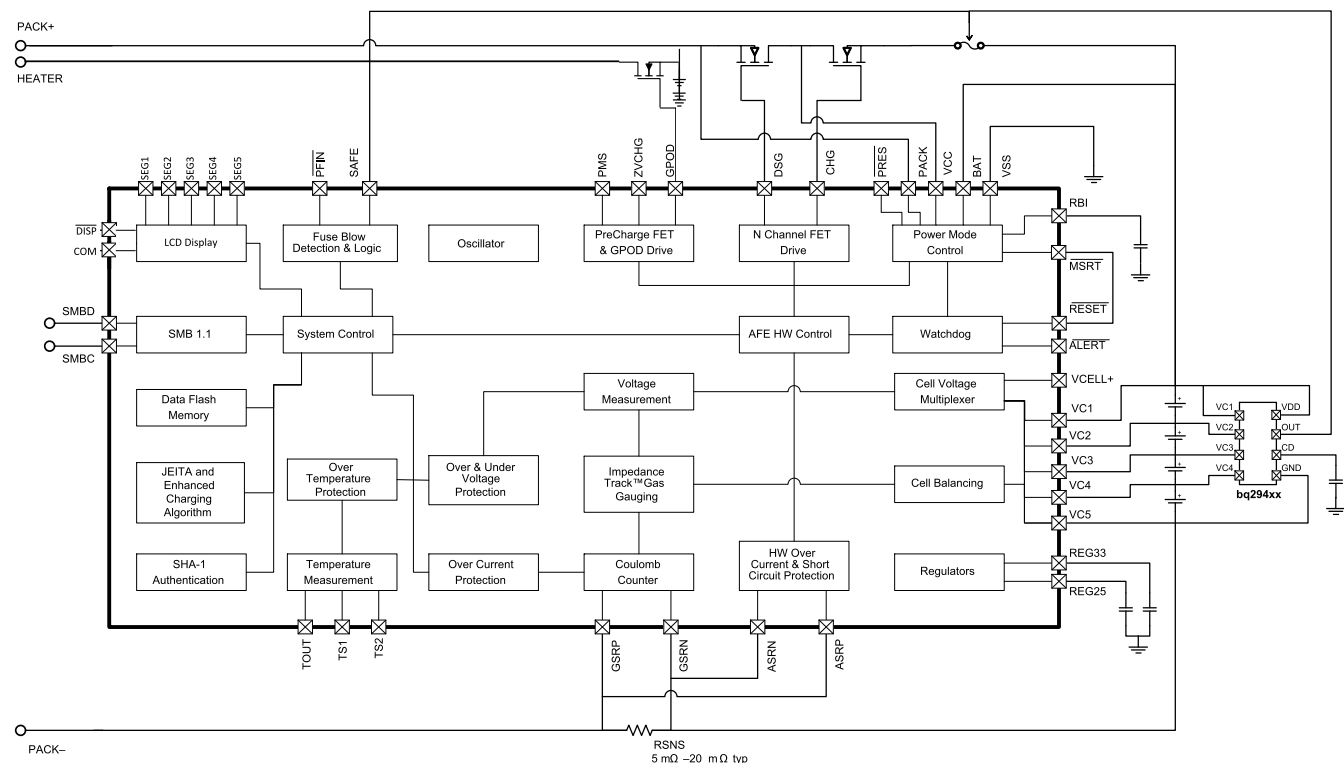 PACK+
HEATER
SEG1
SEG2
SEG3
SEG4
SEG5
PFIN
SAFE
PMS
ZVCHG
GPOD
DSG
CHG
PRES
PACK
VCC
BAT
VSS
RBI
DISP
COM
LCD Display
Fuse Blow
Detection & Logic
Oscillator
PreCharge FET
& GPOD Drive
N Channel FET
Drive
Power Mode
Control
MSRT
SMBD
SMBC
SMB 1.1
System Control
AFE HW Control
Watchdog
RESET
ALERT
Data Flash
Memory
Voltage
Measurement
Cell Voltage
Multiplexer
VCELL+
VC1
VC2
VC3
VC4
VC5
+
+
+
+
VC1
VC2
VC3
VC4
VDD
OUT
CD
GND
bq294xx
JEITA and
Enhanced
Charging
Algorithm
Over
Temperature
Protection
Over & Under
Voltage
Protection
Impedance
Track™Gas
Gauging
Cell Balancing
SHA-1
Authentication
Temperature
Measurement
Over Current
Protection
Coulomb
Counter
HW Over
Current & Short
Circuit Protection
Regulators
REG33
REG25
TOUT
TS1
TS2
GSRP
GSRN
ASRN
ASRP
PACK–
RSNS
5 mΩ –20 mΩ typ